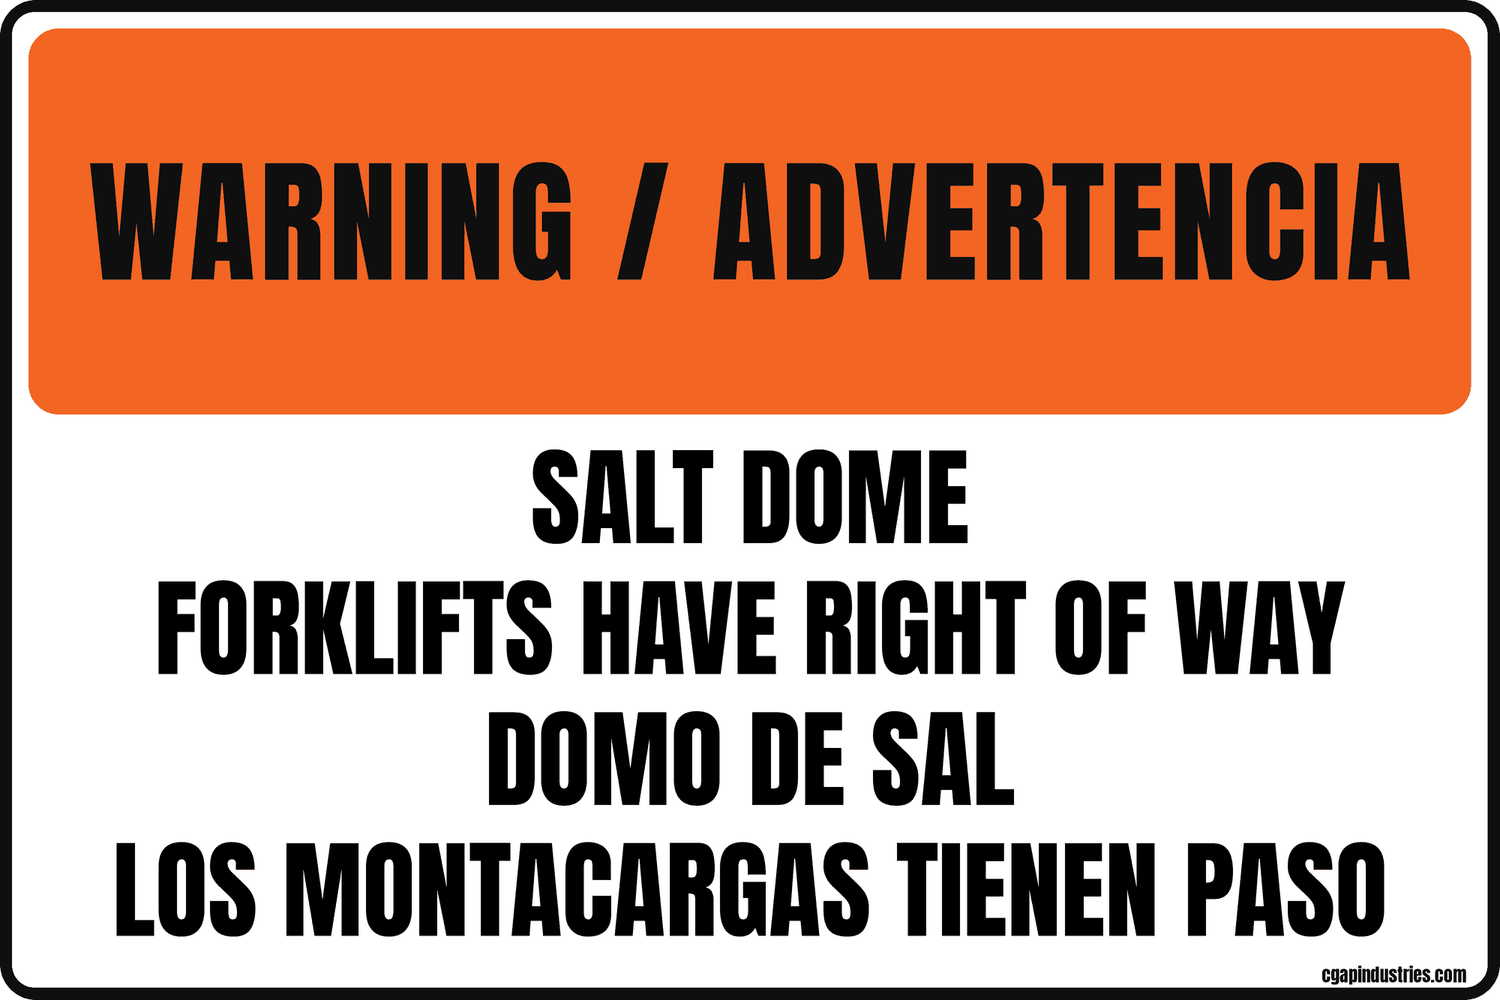 WARNING / ADVERTENCIA
SALT DOME
FORKLIFTS HAVE RIGHT OF WAY
DOMO DE SAL
LOS MONTACARGAS TIENEN PASO
cgapindustries.com